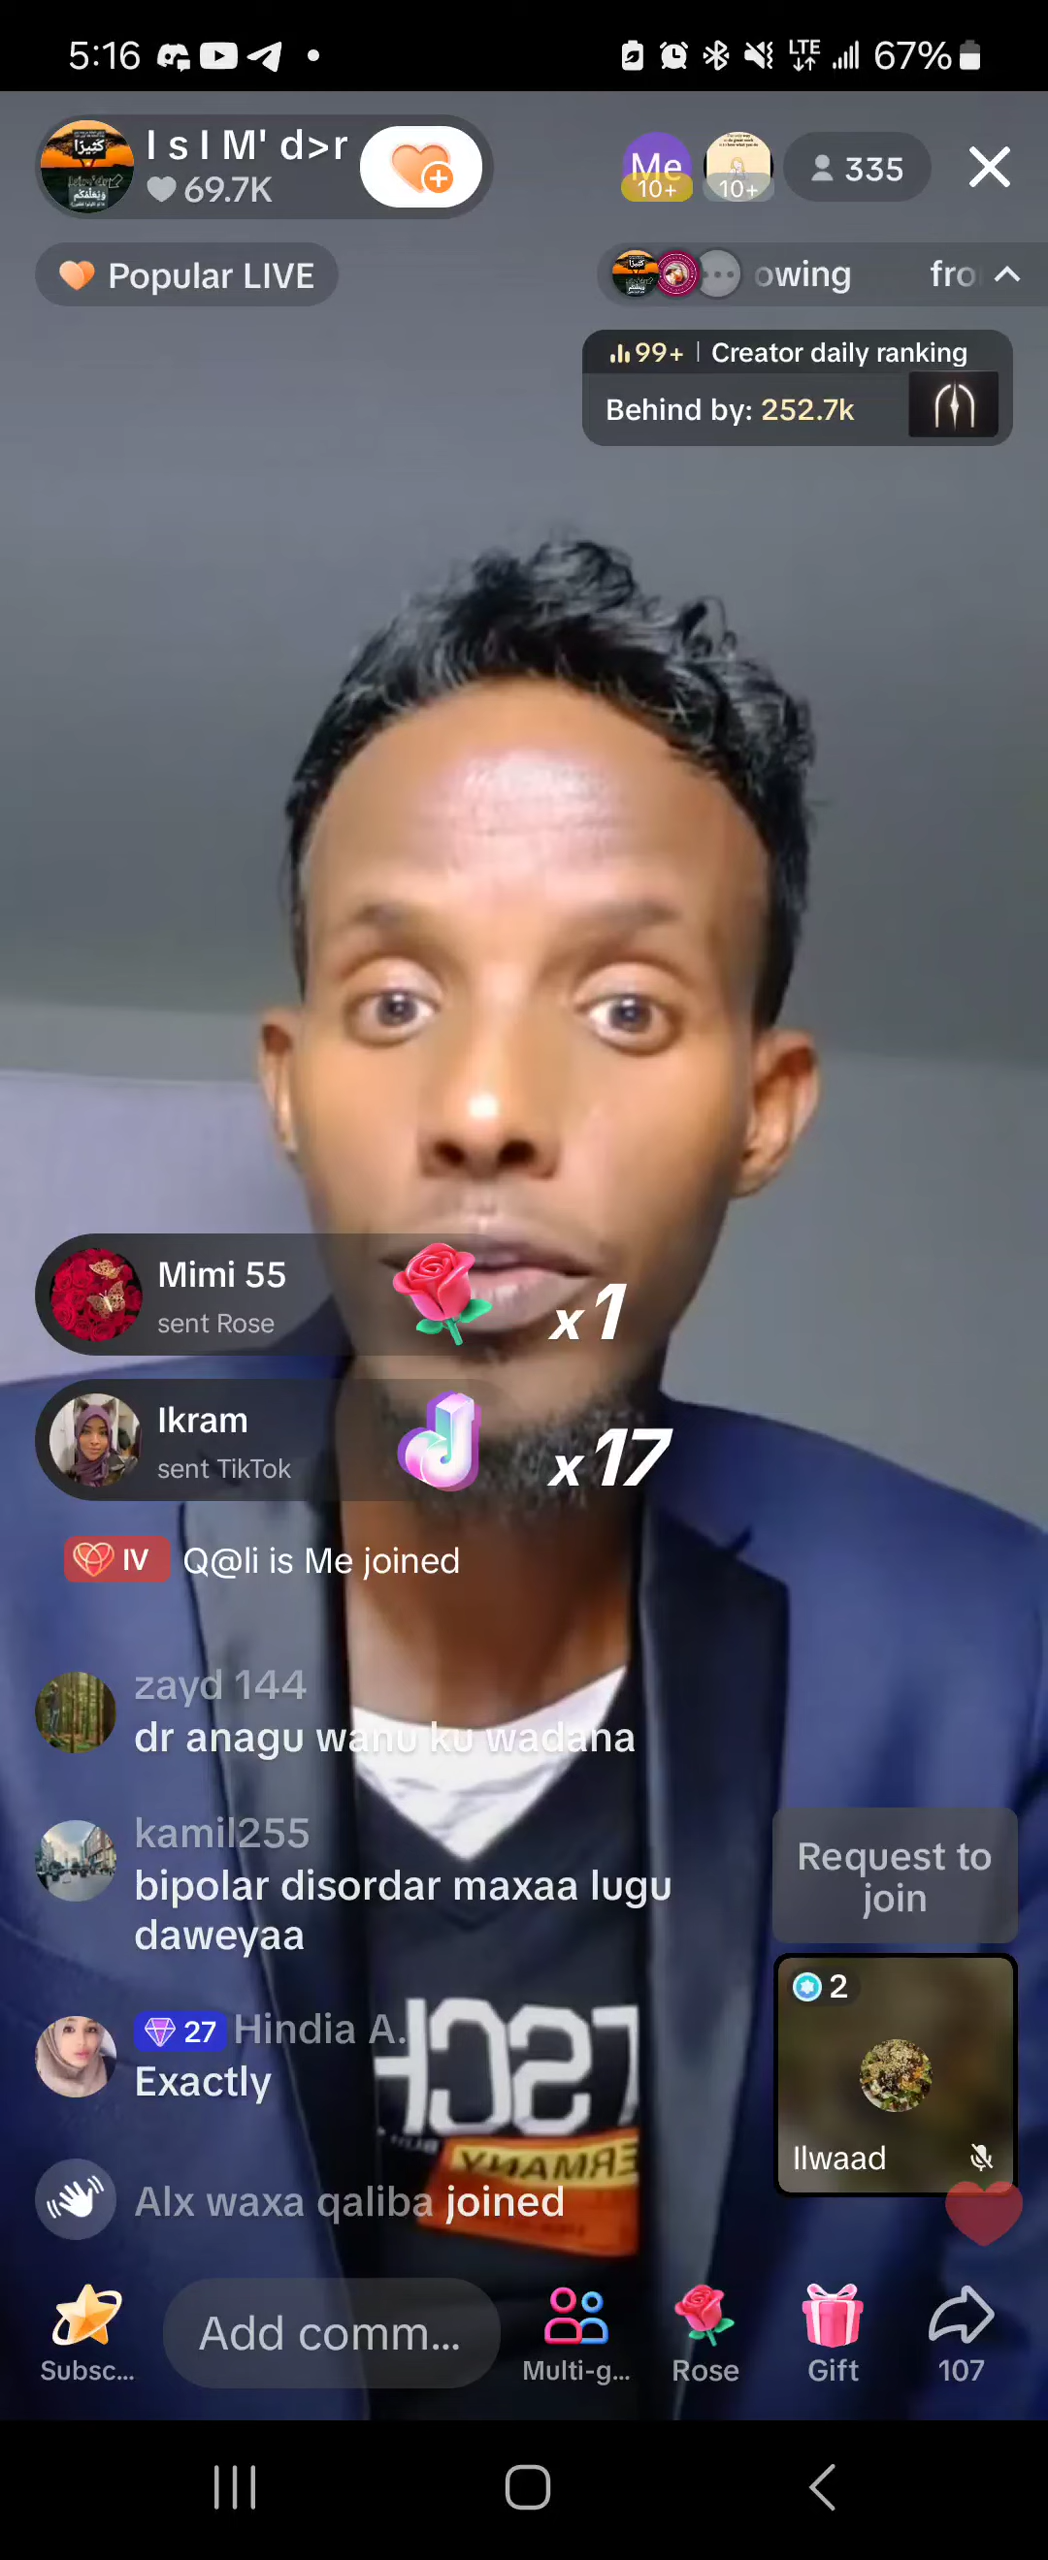 5:16
LTE
67%
I s I M' d>r
69.7K
Me
10+
10+
335
Popular LIVE
owing fro
99+ | Creator daily ranking
Behind by: 252.7k
Mimi 55
sent Rose
x1
Ikram
sent TikTok
x17
IV Q@li is Me joined
zayd 144
dr anagu wanu ku wadana
kamil255
bipolar disordar maxaa lugu
daweyaa
27 Hindia A.
Exactly
Alx waxa qaliba joined
Request to
join
2
Ilwaad
TSCH
ERMANY
Subsc...
Add comm...
Multi-g...
Rose
Gift
107